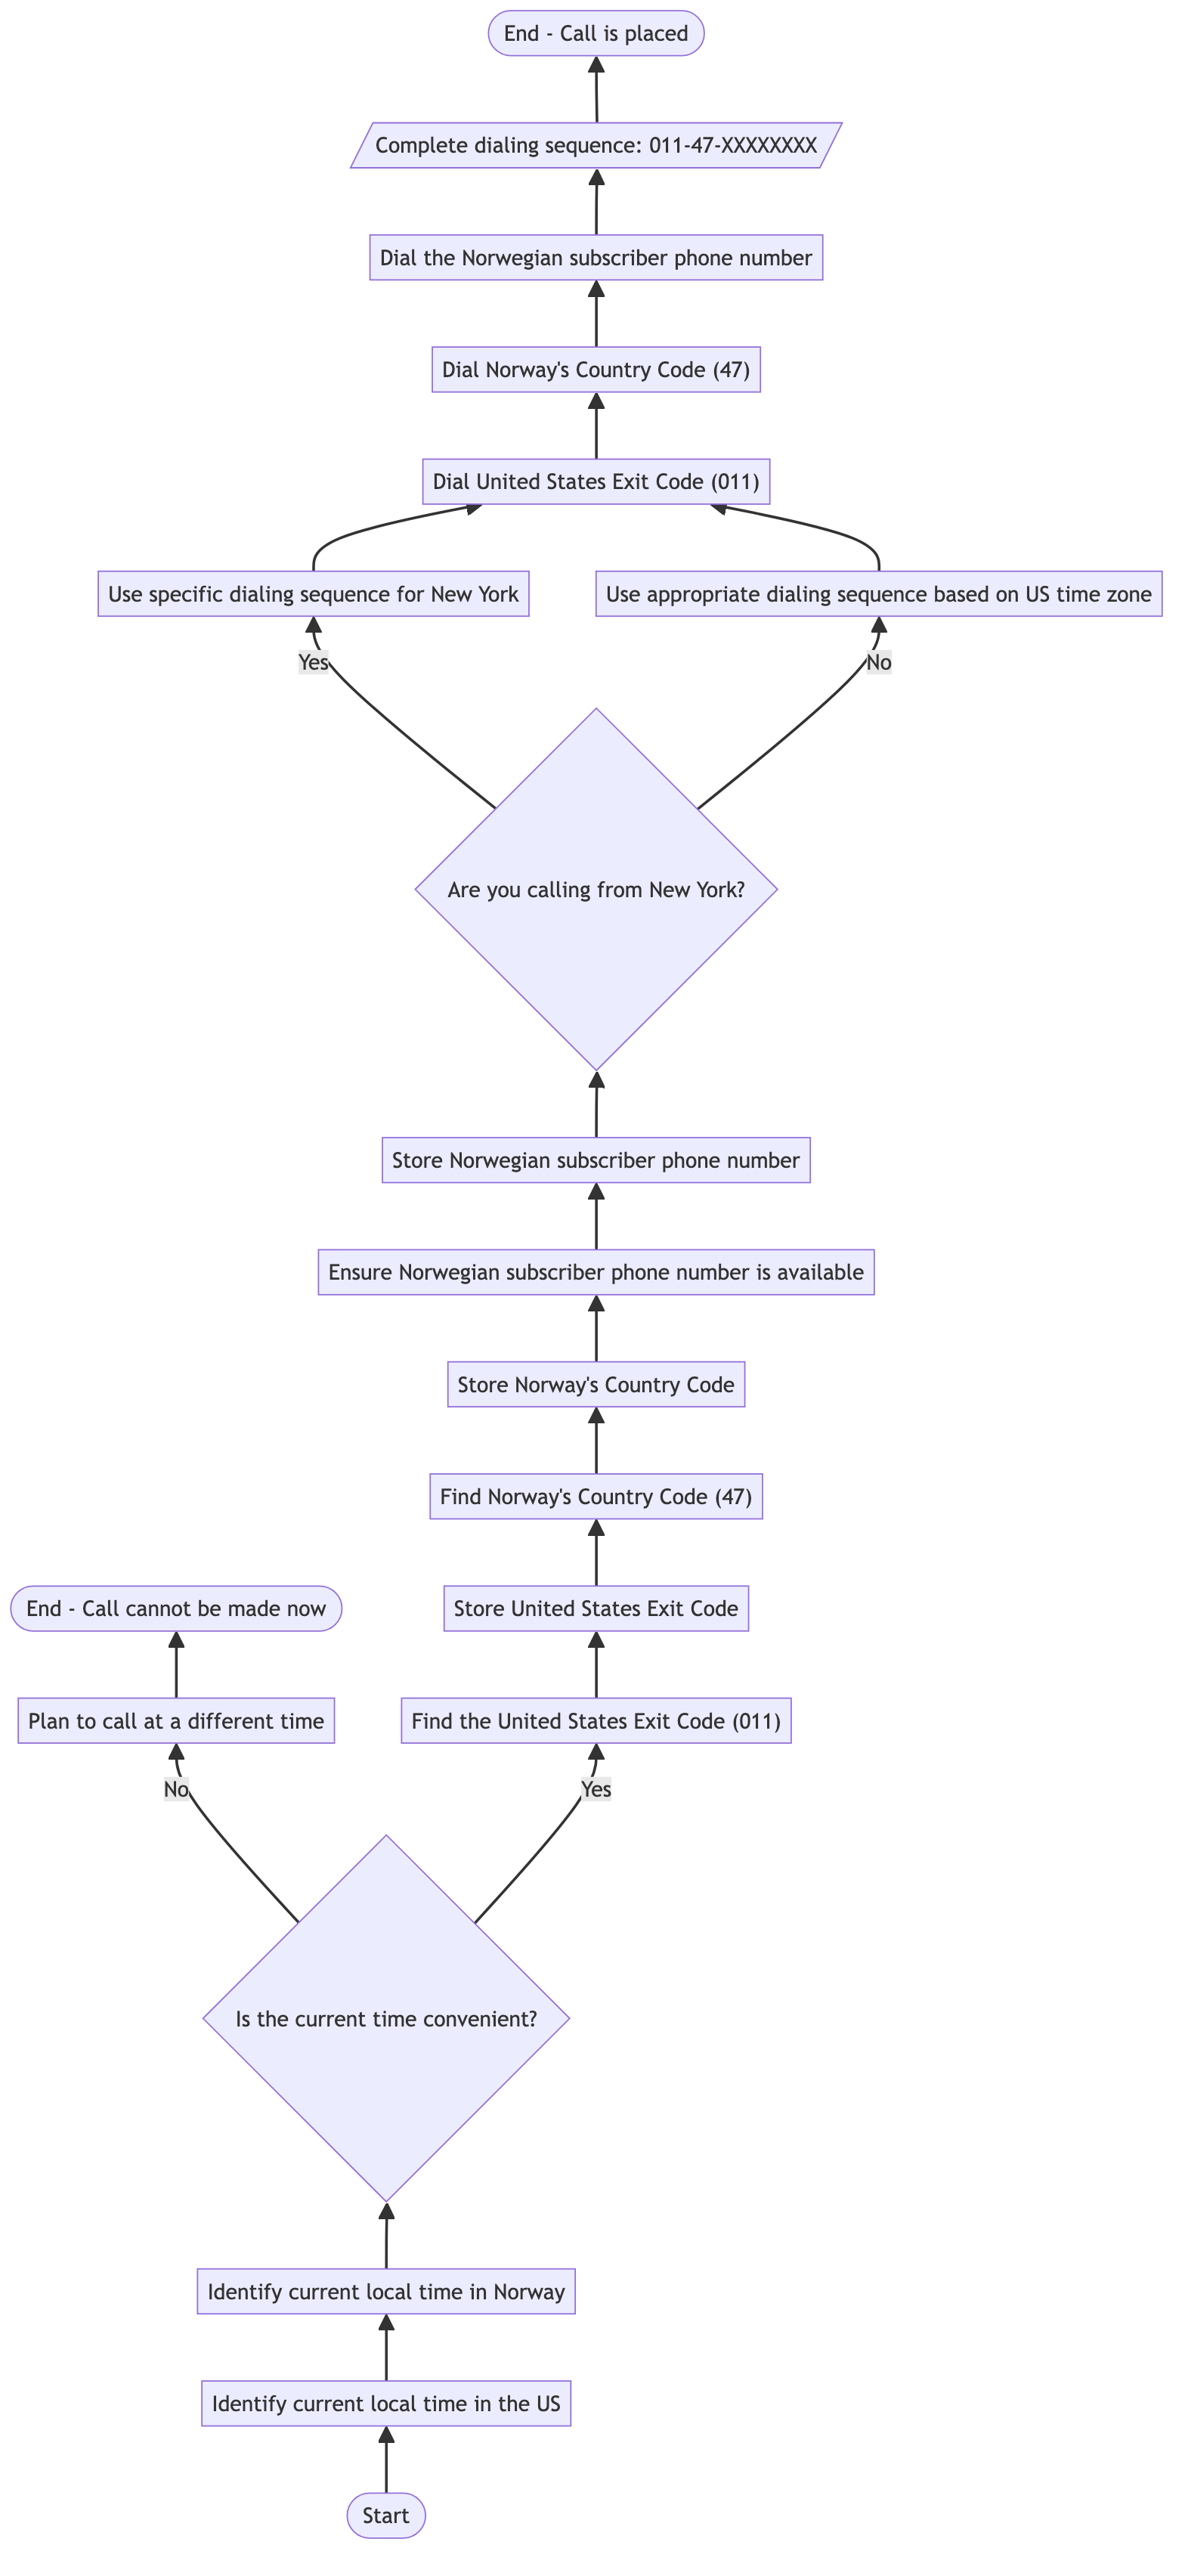 End - Call is placed
Complete dialing sequence: 011-47-XXXXXXXX
Dial the Norwegian subscriber phone number
Dial Norway's Country Code (47)
Dial United States Exit Code (011)
Use specific dialing sequence for New York
Use appropriate dialing sequence based on US time zone
Yes
No
Are you calling from New York?
Store Norwegian subscriber phone number
Ensure Norwegian subscriber phone number is available
Store Norway's Country Code
Find Norway's Country Code (47)
End - Call cannot be made now
Store United States Exit Code
Plan to call at a different time
Find the United States Exit Code (011)
No
Yes
Is the current time convenient?
Identify current local time in Norway
Identify current local time in the US
Start